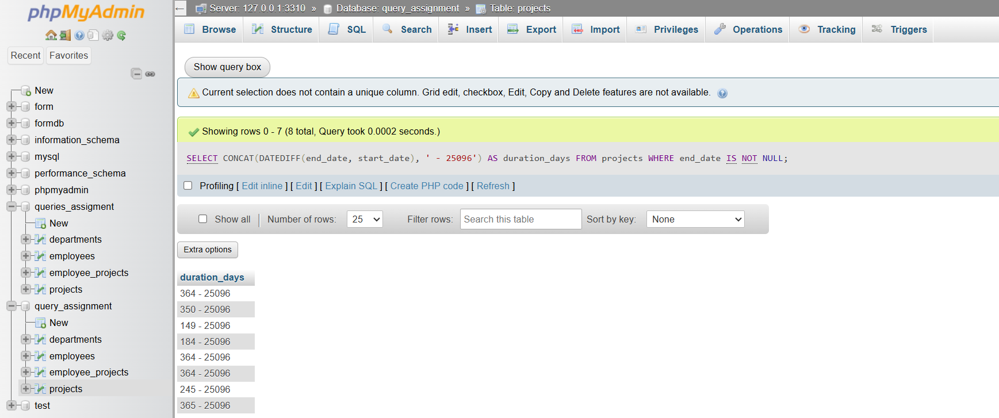 phpMyAdmin
Recent Favorites
New
form
formdb
information_schema
mysql
performance_schema
phpmyadmin
queries_assigment
New
departments
employees
employee_projects
projects
query_assignment
New
departments
employees
employee_projects
projects
test
← Server: 127.0.0.1:3310 » Database: query_assignment » Table: projects
Browse Structure SQL Search Insert Export Import Privileges Operations Tracking Triggers
Show query box
Current selection does not contain a unique column. Grid edit, checkbox, Edit, Copy and Delete features are not available.
Showing rows 0 - 7 (8 total, Query took 0.0002 seconds.)
SELECT CONCAT(DATEDIFF(end_date, start_date), ' - 25096') AS duration_days FROM projects WHERE end_date IS NOT NULL;
Profiling [ Edit inline ] [ Edit ] [ Explain SQL ] [ Create PHP code ] [ Refresh ]
Show all | Number of rows: 25 Filter rows: Search this table Sort by key: None
Extra options
duration_days
364 - 25096
350 - 25096
149 - 25096
184 - 25096
364 - 25096
364 - 25096
245 - 25096
365 - 25096